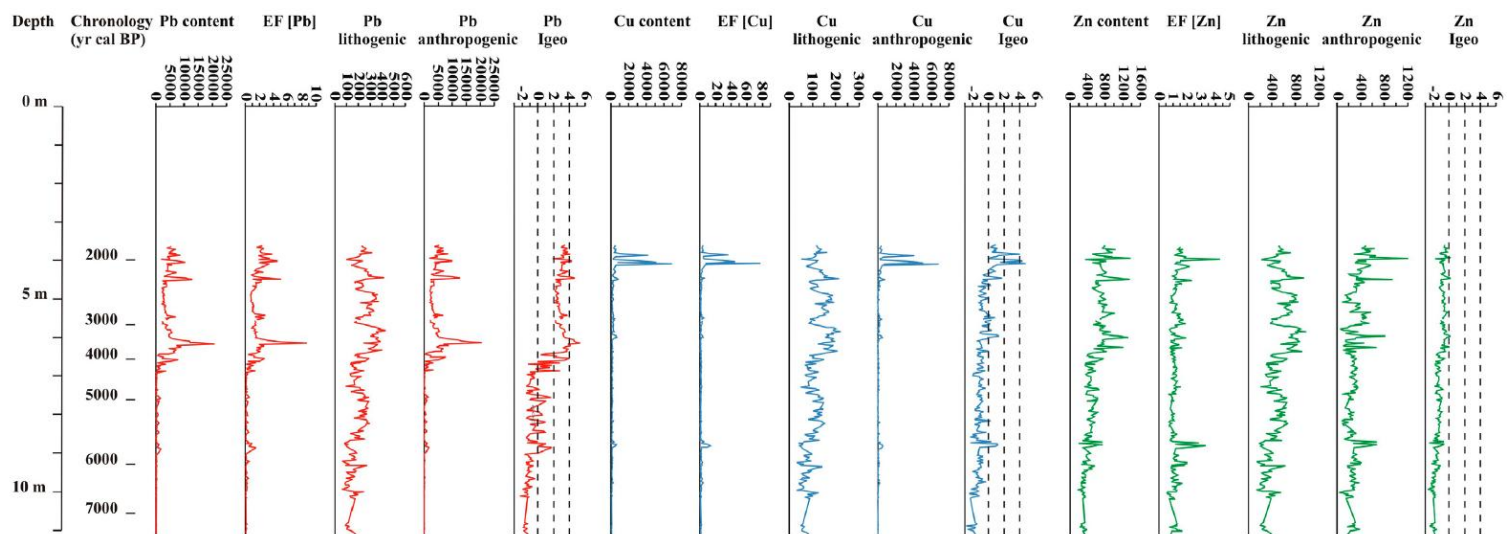 Depth Chronology Pb content EF [Pb] Pb Pb Pb Cu content EF [Cu] Cu Cu Cu Zn content EF [Zn] Zn Zn Zn
(yr cal BP) lithogenic anthropogenic Igeo lithogenic anthropogenic Igeo lithogenic anthropogenic Igeo
0 5000 10000 15000 20000 25000
0 2 4 6 8 10
100 200 300 400 500 600
0 5000 10000 15000 20000 25000
-2 0 2 4 6
0 2000 4000 6000 8000
0 20 40 60 80
0 100 200 300
0 2000 4000 6000 8000
-2 0 2 4 6
0 400 800 1200 1600
0 1 2 3 4 5
0 400 800 1200
0 400 800 1200
-2 0 2 4 6
0 m
2000
5 m
3000
4000
5000
6000
10 m
7000